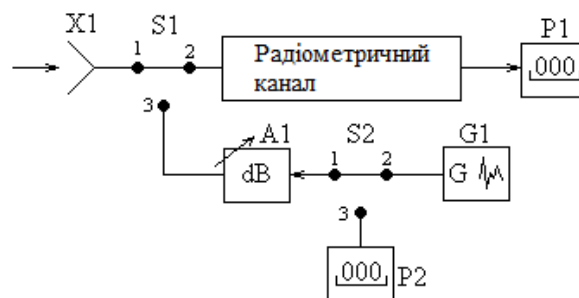 X1 S1 P1
1 2
Радіометричний
канал
.000
3
A1 S2 G1
1 2
dB
G
3
.000
P2